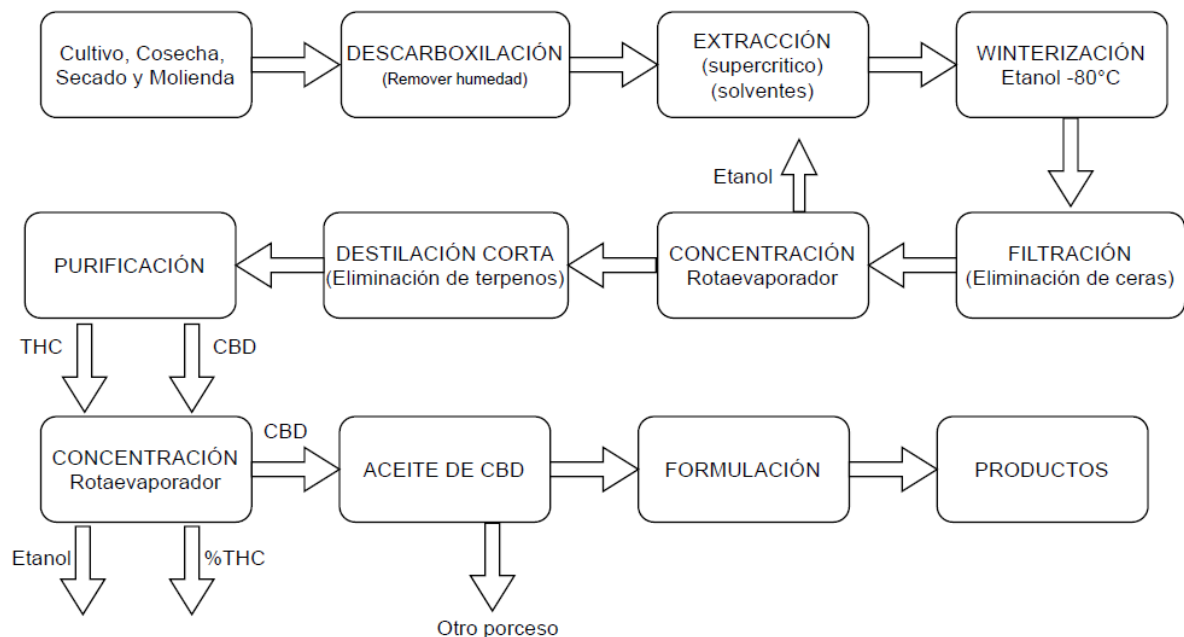 Cultivo, Cosecha,
Secado y Molienda
DESCARBOXILACIÓN
(Remover humedad)
EXTRACCIÓN
(supercritico)
(solventes)
WINTERIZACIÓN
Etanol -80°C
Etanol
PURIFICACIÓN
DESTILACIÓN CORTA
(Eliminación de terpenos)
CONCENTRACIÓN
Rotaevaporador
FILTRACIÓN
(Eliminación de ceras)
THC
CBD
CONCENTRACIÓN
Rotaevaporador
CBD
ACEITE DE CBD
FORMULACIÓN
PRODUCTOS
Etanol
%THC
Otro porceso